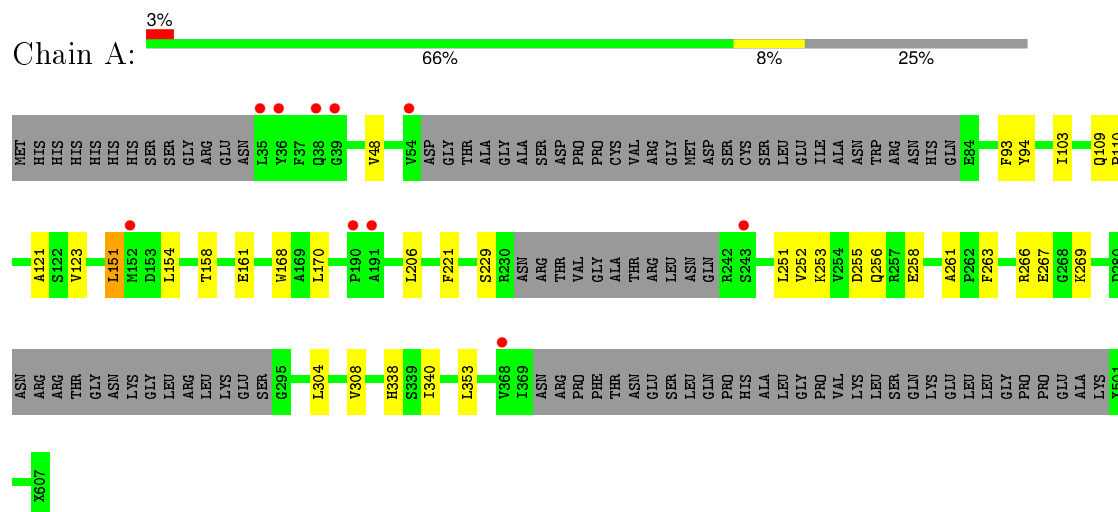 3%
Chain A:
66% 8% 25%
MET HIS HIS HIS HIS HIS HIS SER SER GLY ARG GLU ASN L35 Y36 F37 Q38 G39 V48 V54 ASP GLY THR ALA GLY ALA SER ASP PRO PRO CYS VAL ARG GLY MET ASP SER CYS SER LEU GLU ILE ALA ASN TRP ARG ASN HIS GLN E84 F93 Y94 I103 Q109 P110
A121 S122 V123 L151 M152 D153 L154 T158 E161 W168 A169 L170 P190 A191 L206 F221 S229 R230 ASN ARG THR VAL GLY ALA THR ARG LEU ASN GLN R242 S243 L251 V252 K253 V254 D255 Q256 R257 E258 A261 P262 F263 R266 E267 G268 K269
ASN ARG ARG THR GLY ASN LYS GLY LEU ARG LEU LYS GLU SER G295 L304 V308 H338 S339 I340 L353 V368 I369 ASN ARG PRO PRO PHE THR ASN GLU SER LEU GLN PRO HIS ALA LEU GLY PRO VAL LYS LEU SER GLN LYS GLU LEU LEU GLY PRO PRO GLU ALA LYS
X607